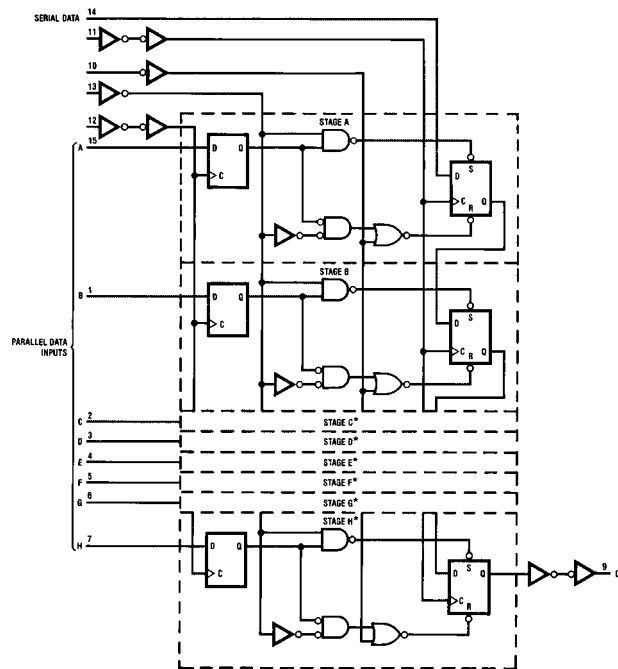 SERIAL DATA 14
11
10
13
12
A 15
STAGE A
D Q
C
S
D
C Q
R
B 1
STAGE B
D Q
C
S
D
C Q
R
PARALLEL DATA
INPUTS
C 2
STAGE C*
D 3
STAGE D*
E 4
STAGE E*
F 5
STAGE F*
G 6
STAGE G*
STAGE H*
H 7
D Q
C
S
D Q
C
R
9